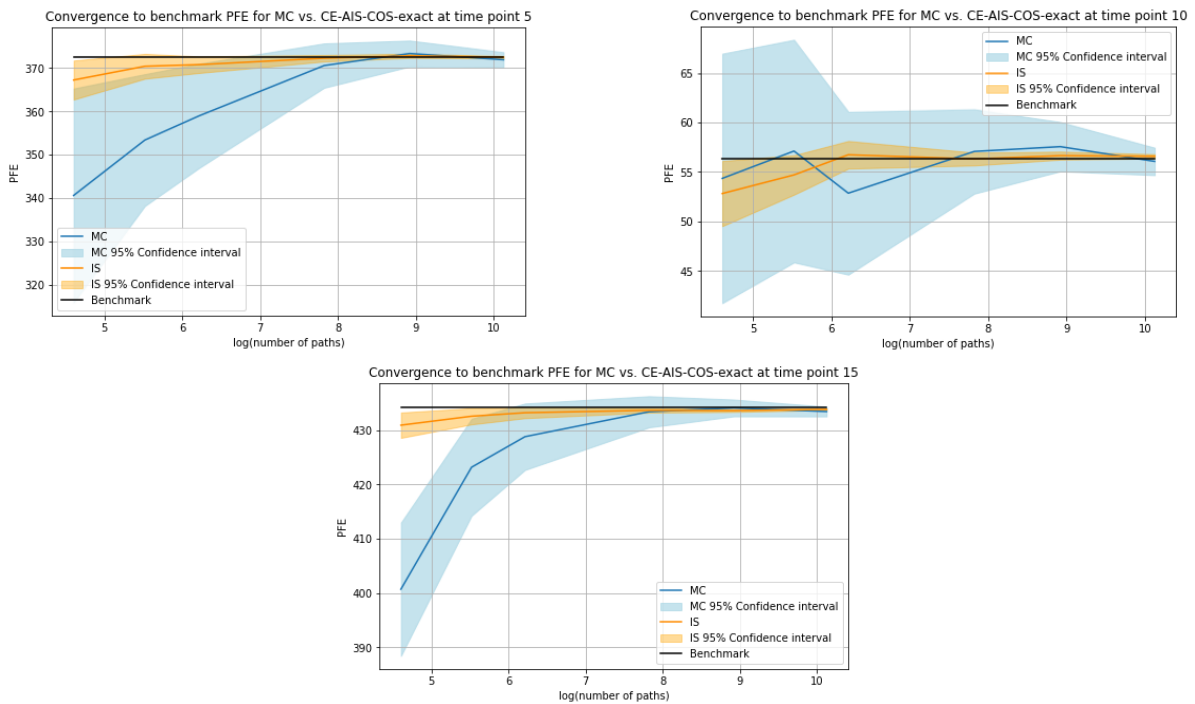 Convergence to benchmark PFE for MC vs. CE-AIS-COS-exact at time point 5
370
360
350
340
330
320
PFE
MC
MC 95% Confidence interval
IS
IS 95% Confidence interval
Benchmark
5 6 7 8 9 10
log(number of paths)
Convergence to benchmark PFE for MC vs. CE-AIS-COS-exact at time point 10
65
60
55
50
45
PFE
MC
MC 95% Confidence interval
IS
IS 95% Confidence interval
Benchmark
5 6 7 8 9 10
log(number of paths)
Convergence to benchmark PFE for MC vs. CE-AIS-COS-exact at time point 15
430
420
410
400
390
PFE
MC
MC 95% Confidence interval
IS
IS 95% Confidence interval
Benchmark
5 6 7 8 9 10
log(number of paths)